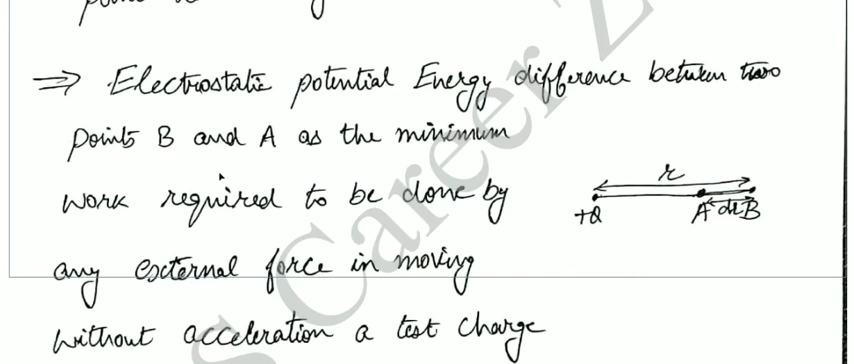 ⇒ Electrostatic potential Energy difference between two
points B and A as the minimum
work required to be done by
any external force in moving
without acceleration a test charge
r
+Q A dr B
S Career